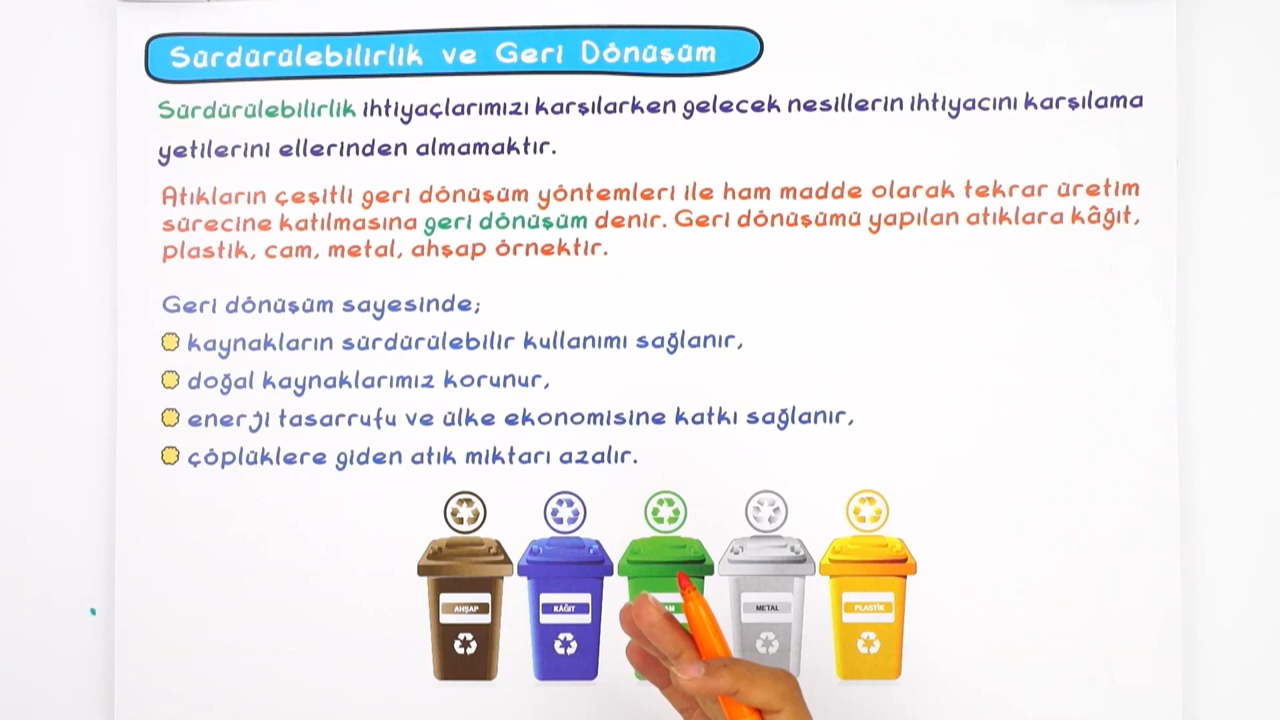 Sürdürülebilirlik ve Geri Dönüşüm
Sürdürülebilirlik ihtiyaçlarımızı karşılarken gelecek nesillerin ihtiyacını karşılama
yetilerini ellerinden almamaktır.
Atıkların çeşitli geri dönüşüm yöntemleri ile ham madde olarak tekrar üretim
sürecine katılmasına geri dönüşüm denir. Geri dönüşümü yapılan atıklara kâğıt,
plastik, cam, metal, ahşap örnektir.
Geri dönüşüm sayesinde;
kaynakların sürdürülebilir kullanımı sağlanır,
doğal kaynaklarımız korunur,
enerji tasarrufu ve ülke ekonomisine katkı sağlanır,
çöplüklere giden atık miktarı azalır.
AHŞAP
KÂĞIT
METAL
PLASTİK